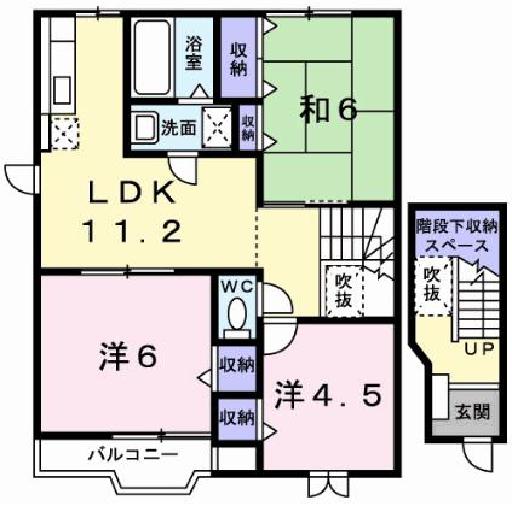 浴室
収納
和6
洗面
収納
LDK
11.2
階段下収納
スペース
吹抜
吹抜
WC
UP
洋6
収納
洋4.5
収納
玄関
バルコニー